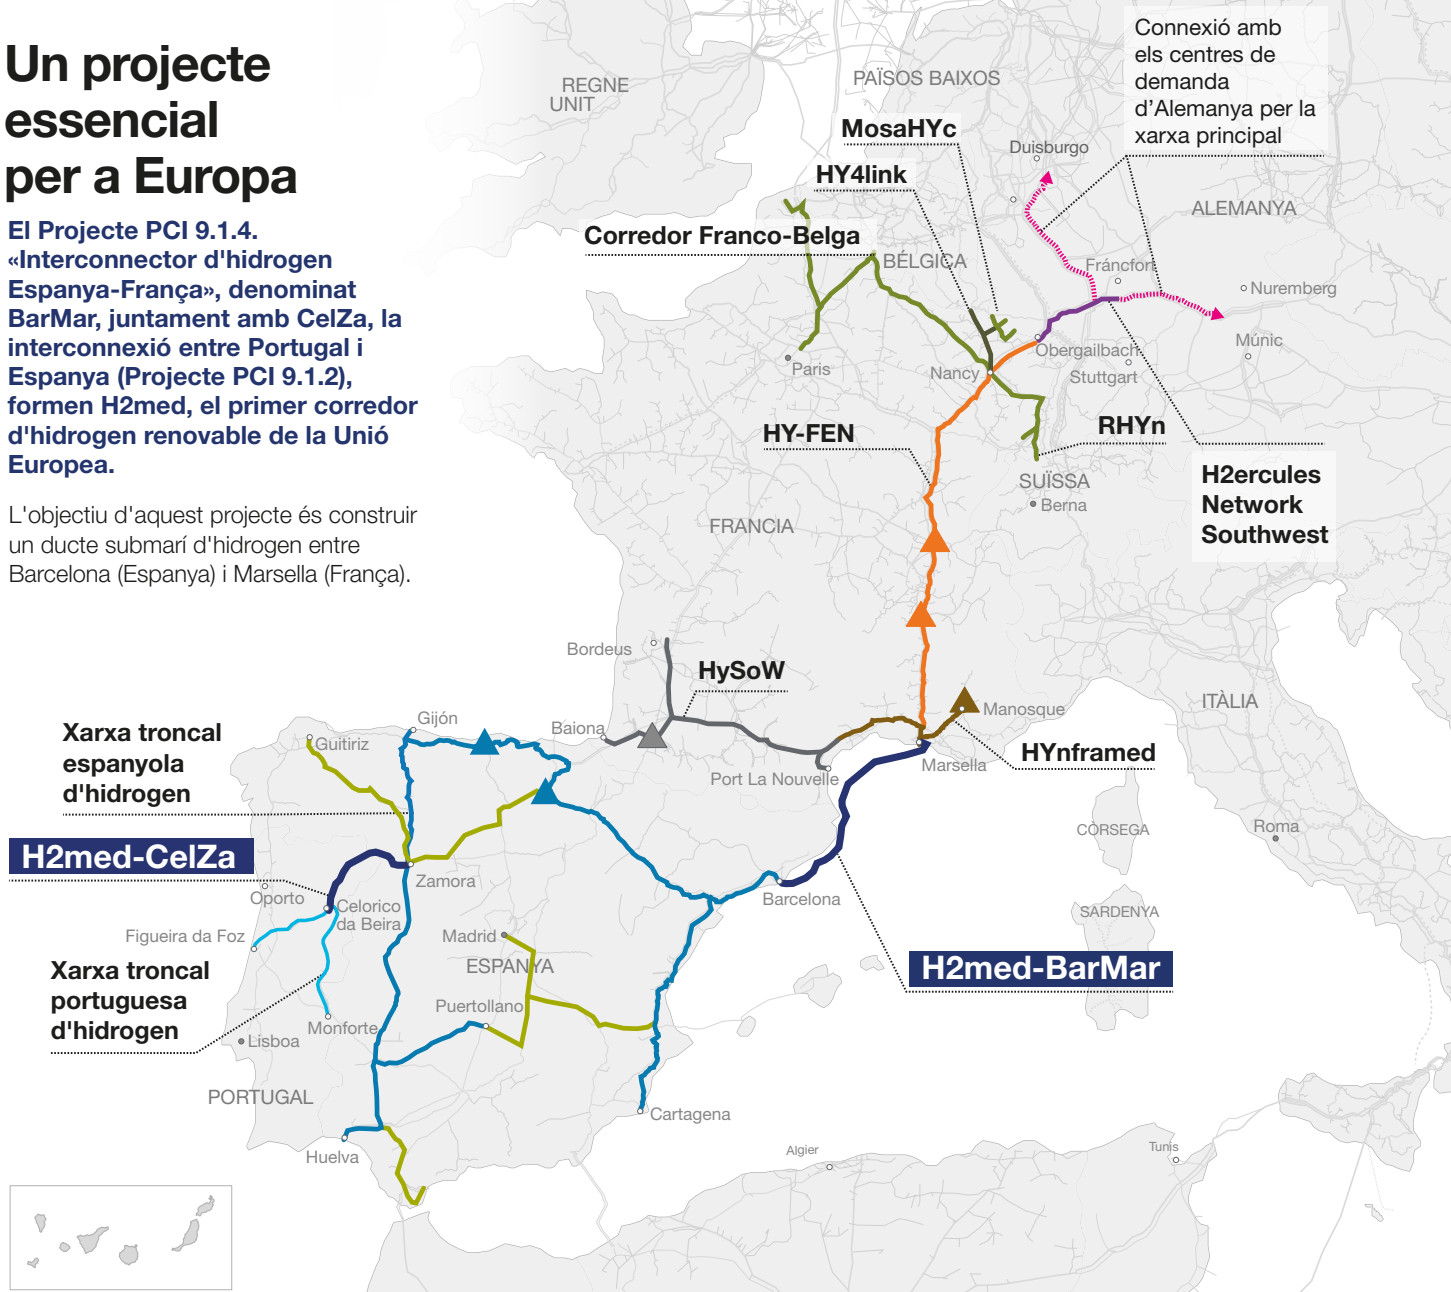 Un projecte
essencial
per a Europa
El Projecte PCI 9.1.4.
«Interconnector d'hidrogen
Espanya-França», denominat
BarMar, juntament amb CelZa, la
interconnexió entre Portugal i
Espanya (Projecte PCI 9.1.2),
formen H2med, el primer corredor
d'hidrogen renovable de la Unió
Europea.
L'objectiu d'aquest projecte és construir
un ducte submarí d'hidrogen entre
Barcelona (Espanya) i Marsella (França).
REGNE
UNIT
PAÏSOS BAIXOS
Connexió amb
els centres de
demanda
d'Alemanya per la
xarxa principal
MosaHYc
Duisburgo
HY4link
ALEMANYA
Corredor Franco-Belga
BÉLGICA
Fráncfort
Nuremberg
Múnic
Obergailbach
Stuttgart
Paris
Nancy
HY-FEN
RHYn
H2ercules
Network
Southwest
SUÏSSA
Berna
FRANCIA
Bordeus
HySoW
ITÀLIA
Manosque
Baiona
Gijón
Guitiriz
Xarxa troncal
espanyola
d'hidrogen
Port La Nouvelle
Marsella
HYnframed
CÒRSEGA
Roma
H2med-CelZa
Zamora
Oporto
Celorico
da Beira
Barcelona
SARDENYA
Figueira da Foz
Madrid
ESPANYA
H2med-BarMar
Xarxa troncal
portuguesa
d'hidrogen
Puertollano
Monforte
Lisboa
PORTUGAL
Cartagena
Huelva
Algier
Tunis